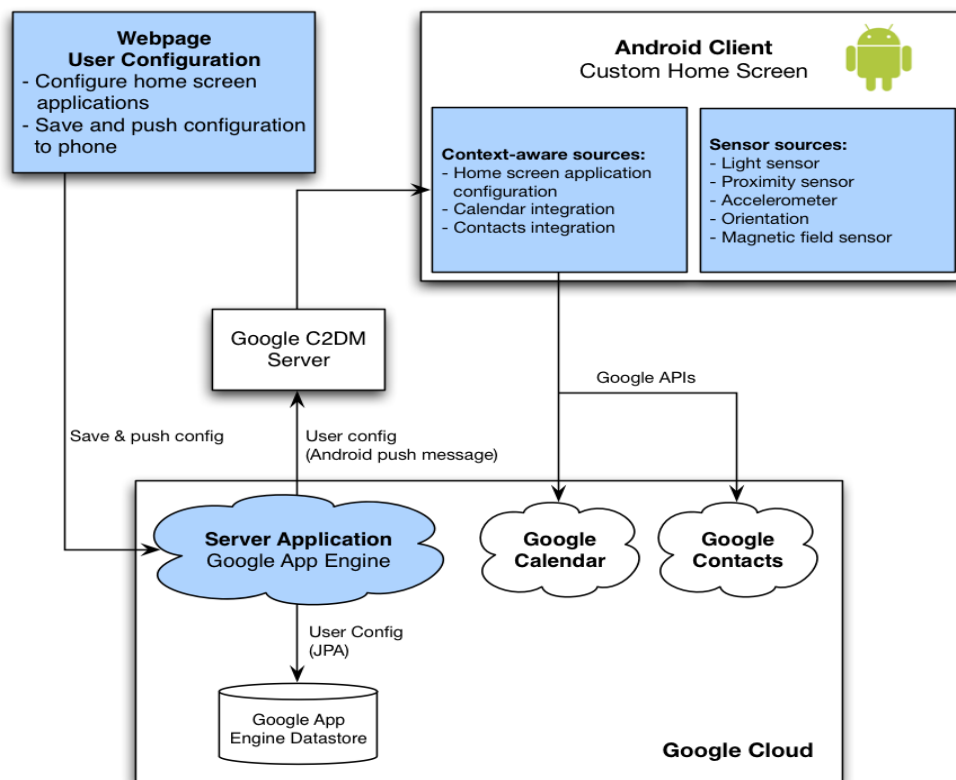 Webpage
User Configuration
- Configure home screen
applications
- Save and push configuration
to phone
Android Client
Custom Home Screen
Context-aware sources:
- Home screen application
configuration
- Calendar integration
- Contacts integration
Sensor sources:
- Light sensor
- Proximity sensor
- Accelerometer
- Orientation
- Magnetic field sensor
Google C2DM
Server
Google APIs
Save & push config
User config
(Android push message)
Server Application
Google App Engine
Google
Calendar
Google
Contacts
User Config
(JPA)
Google App
Engine Datastore
Google Cloud